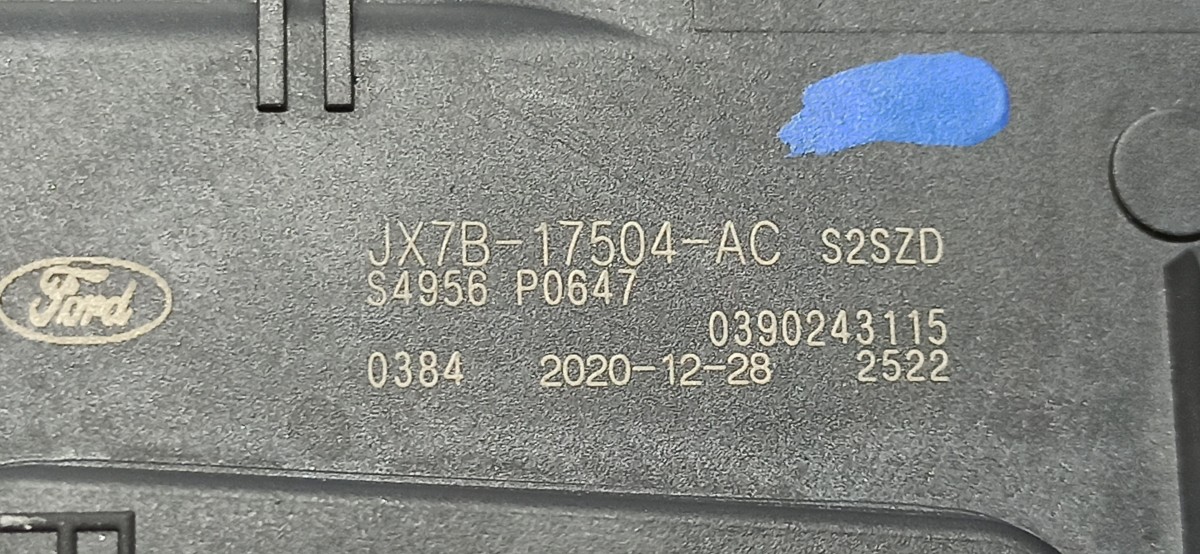 JX7B-17504-AC S2SZD
S4956 P0647
Ford
0390243115
0384 2020-12-28 2522